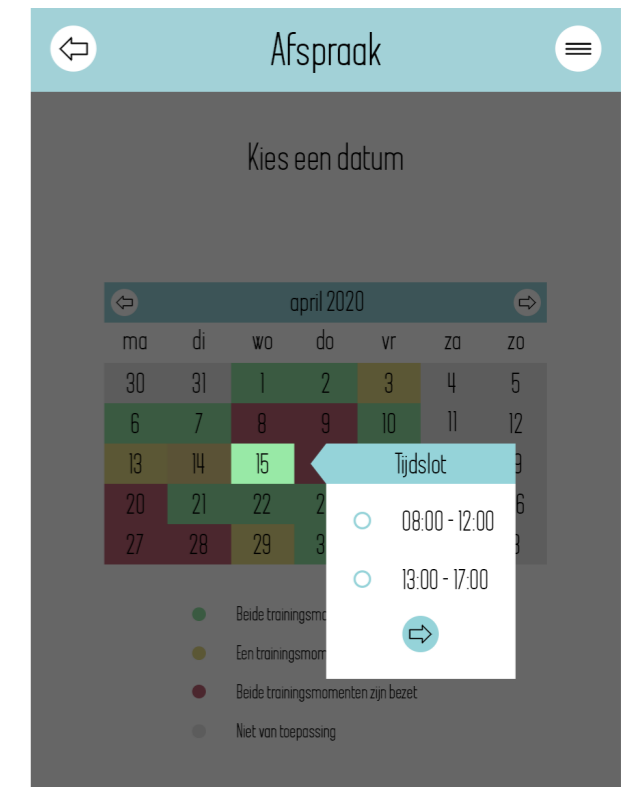 Afspraak
Kies een datum
april 2020
ma di wo do vr za zo
30 31 1 2 3 4 5
6 7 8 9 10 11 12
13 14 15 Tijdslot
20 21 22
27 28 29
08:00 - 12:00
13:00 - 17:00
Beide
Een
Beide trainingsmomenten zijn bezet
Niet van toepassing